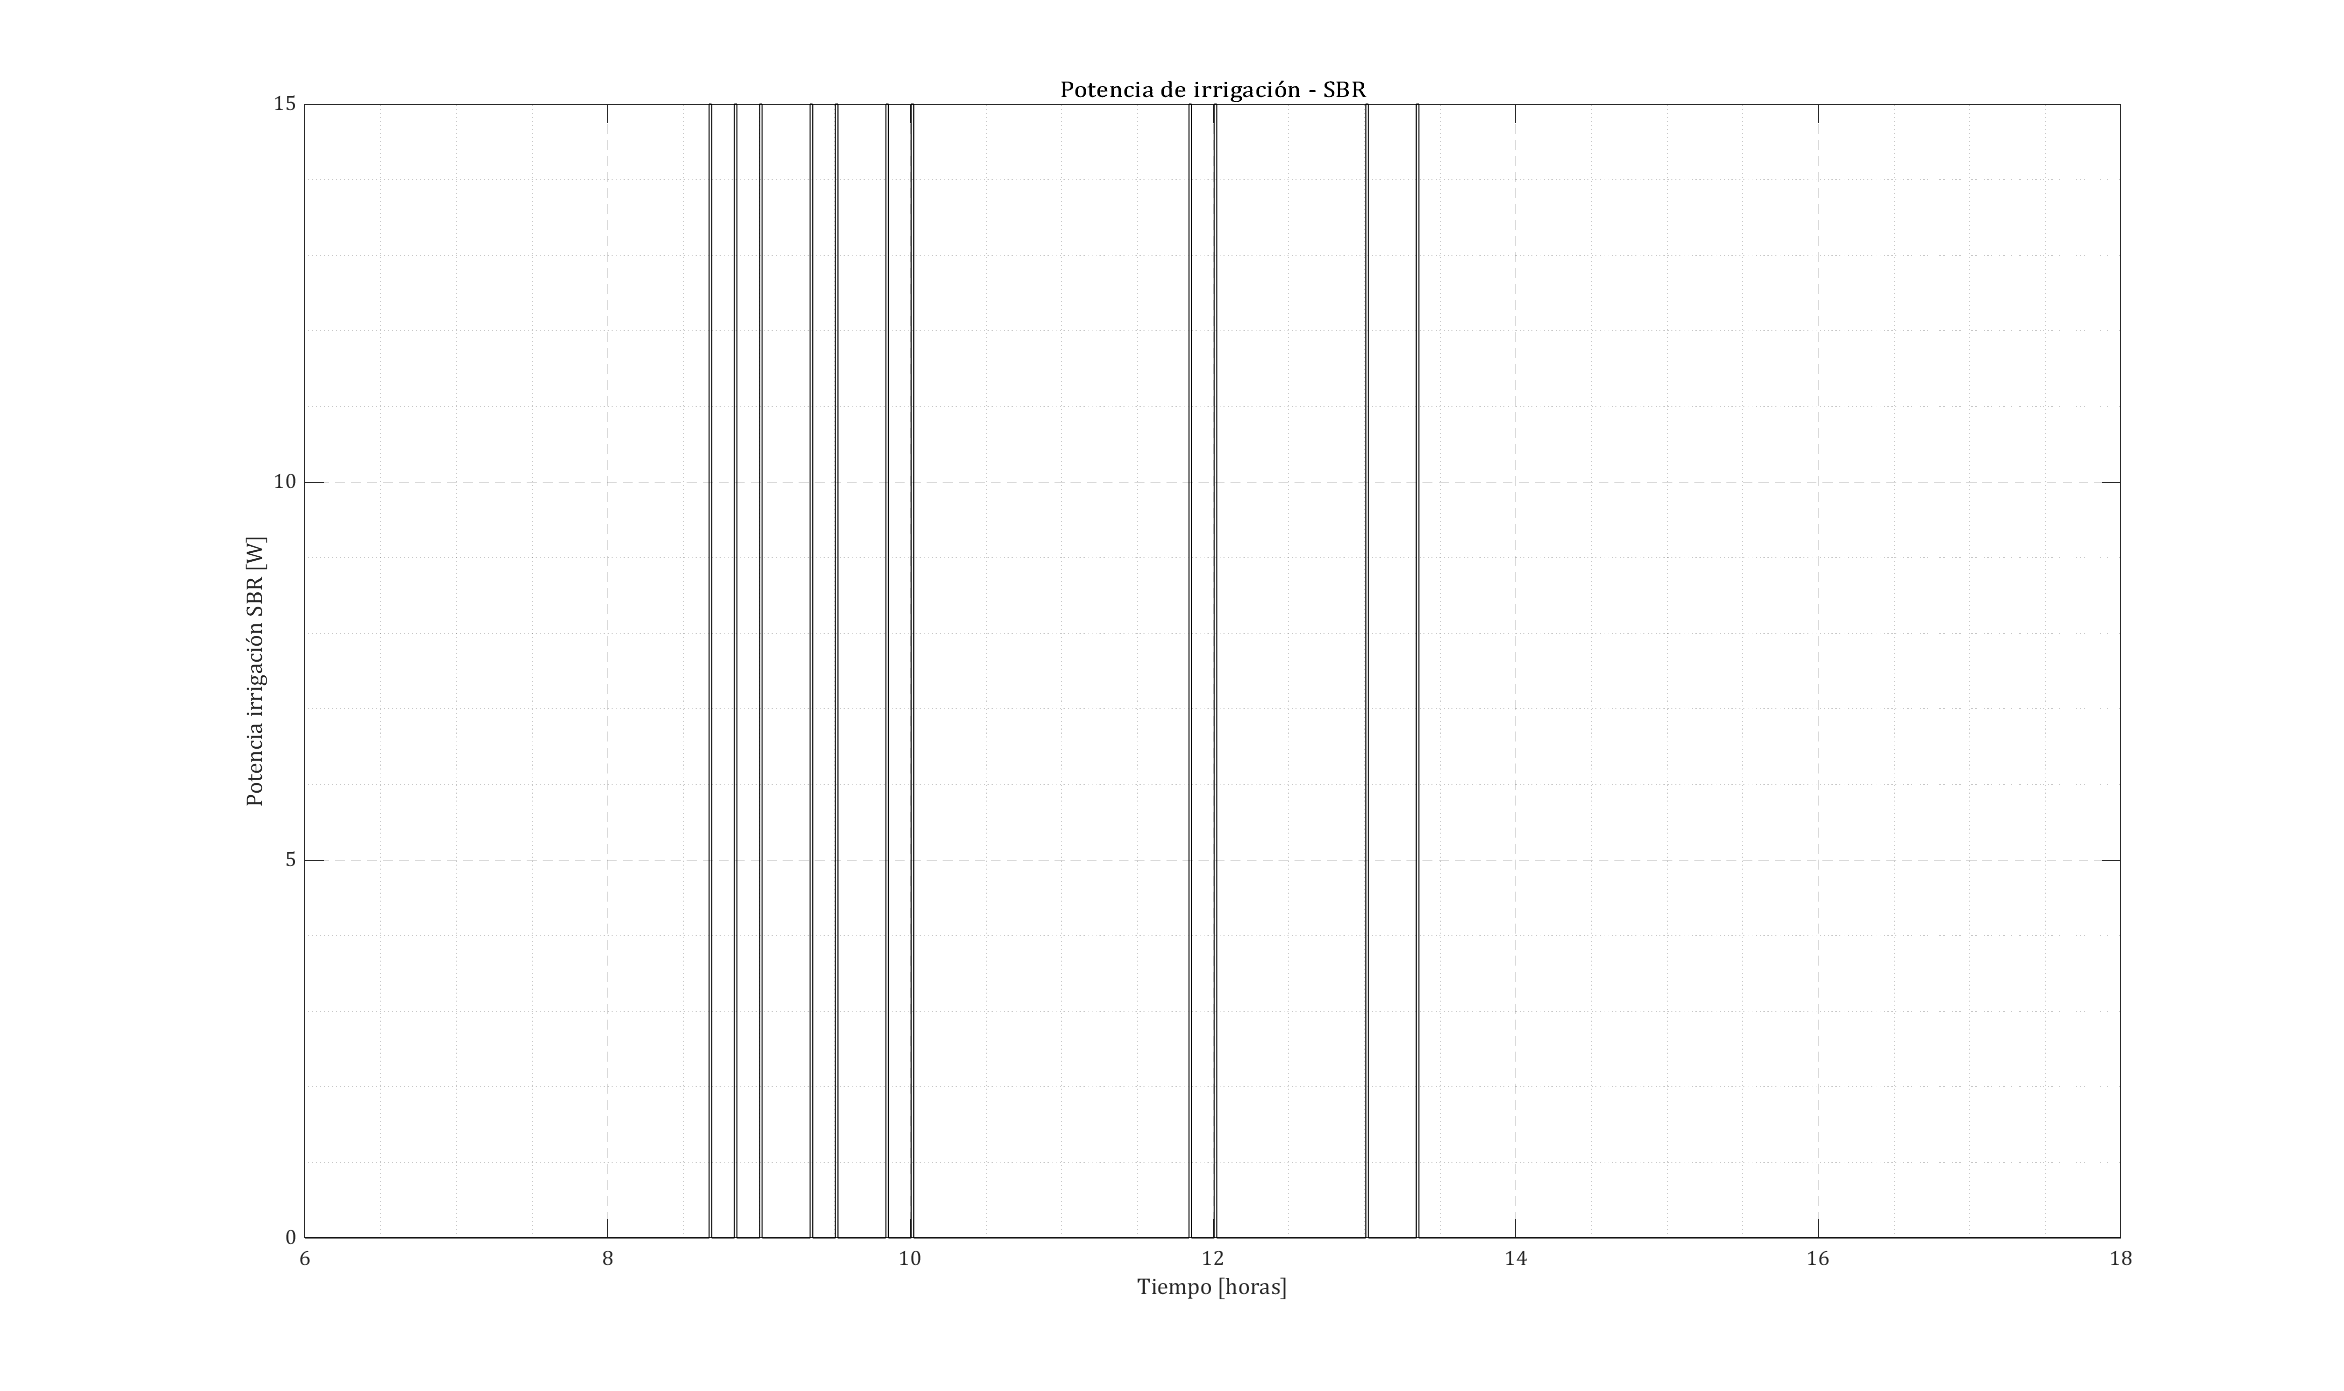 Potencia de irrigación - SBR
15
10
5
0
Potencia irrigación SBR [W]
6 8 10 12 14 16 18
Tiempo [horas]